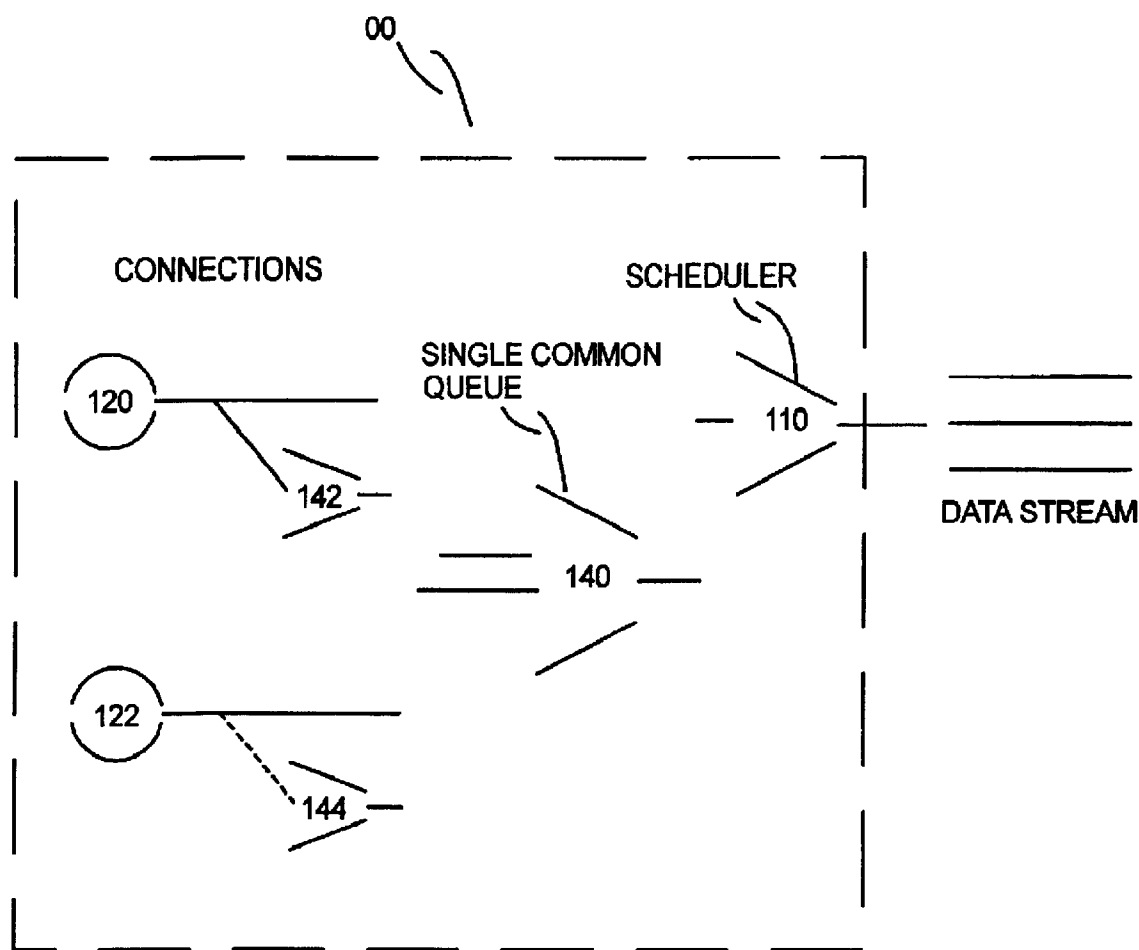 00
CONNECTIONS
SCHEDULER
SINGLE COMMON
QUEUE
120
110
142
DATA STREAM
140
122
144